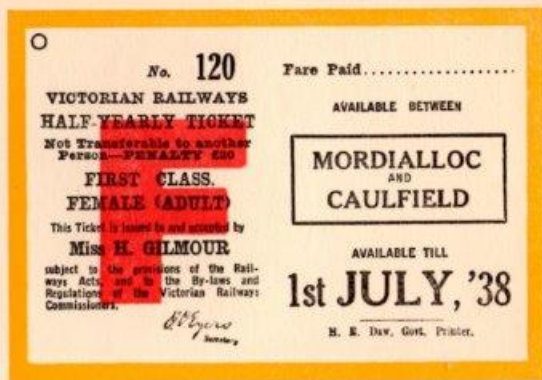 No. 120
VICTORIAN RAILWAYS
HALF-YEARLY TICKET
Not Transferable to another
Person—PENALTY £20
FIRST CLASS.
FEMALE (ADULT)
This Ticket is issued to and accepted by
Miss H. GILMOUR
subject to the provisions of the Rail-
ways Acts, and to the By-laws and
Regulations of the Victorian Railways
Commissioners.
Secretary
F
Fare Paid....................
AVAILABLE BETWEEN
MORDIALLOC
AND
CAULFIELD
AVAILABLE TILL
1st JULY, '38
H. E. Daw, Govt. Printer.